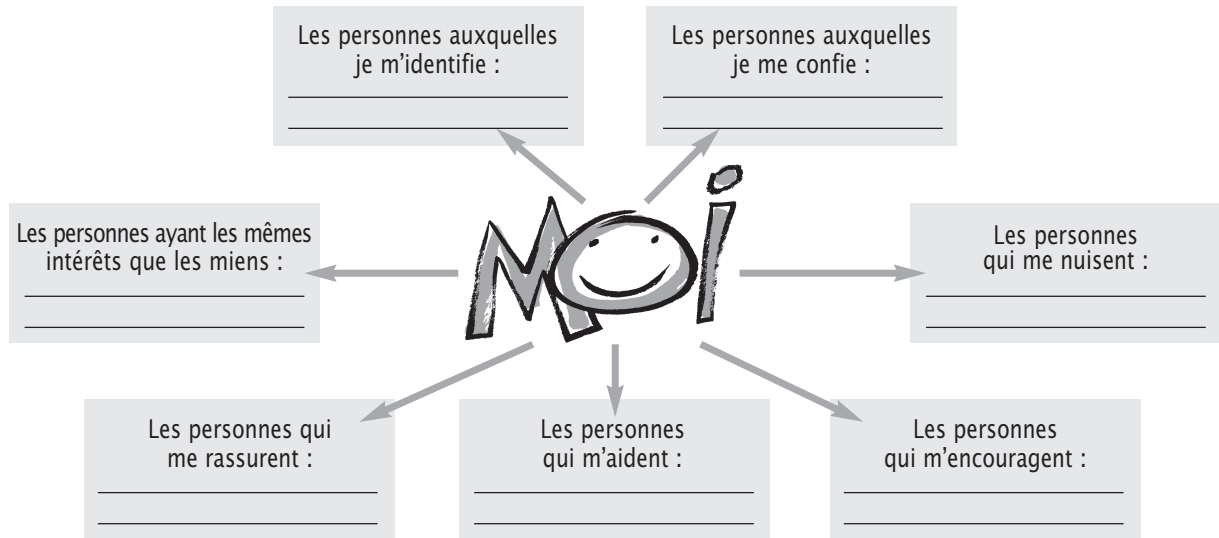 Les personnes auxquelles
je m’identifie :
Les personnes auxquelles
je me confie :
Les personnes ayant les mêmes
intérêts que les miens :
MOi
Les personnes
qui me nuisent :
Les personnes qui
me rassurent :
Les personnes
qui m’aident :
Les personnes
qui m’encouragent :